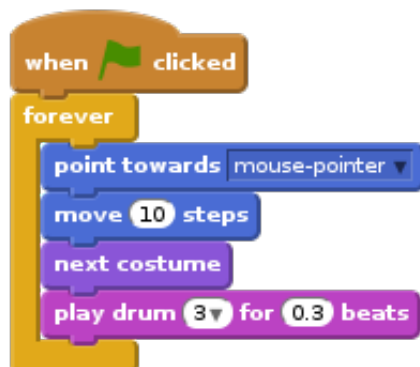 when clicked
forever
point towards mouse-pointer
move 10 steps
next costume
play drum 3 for 0.3 beats